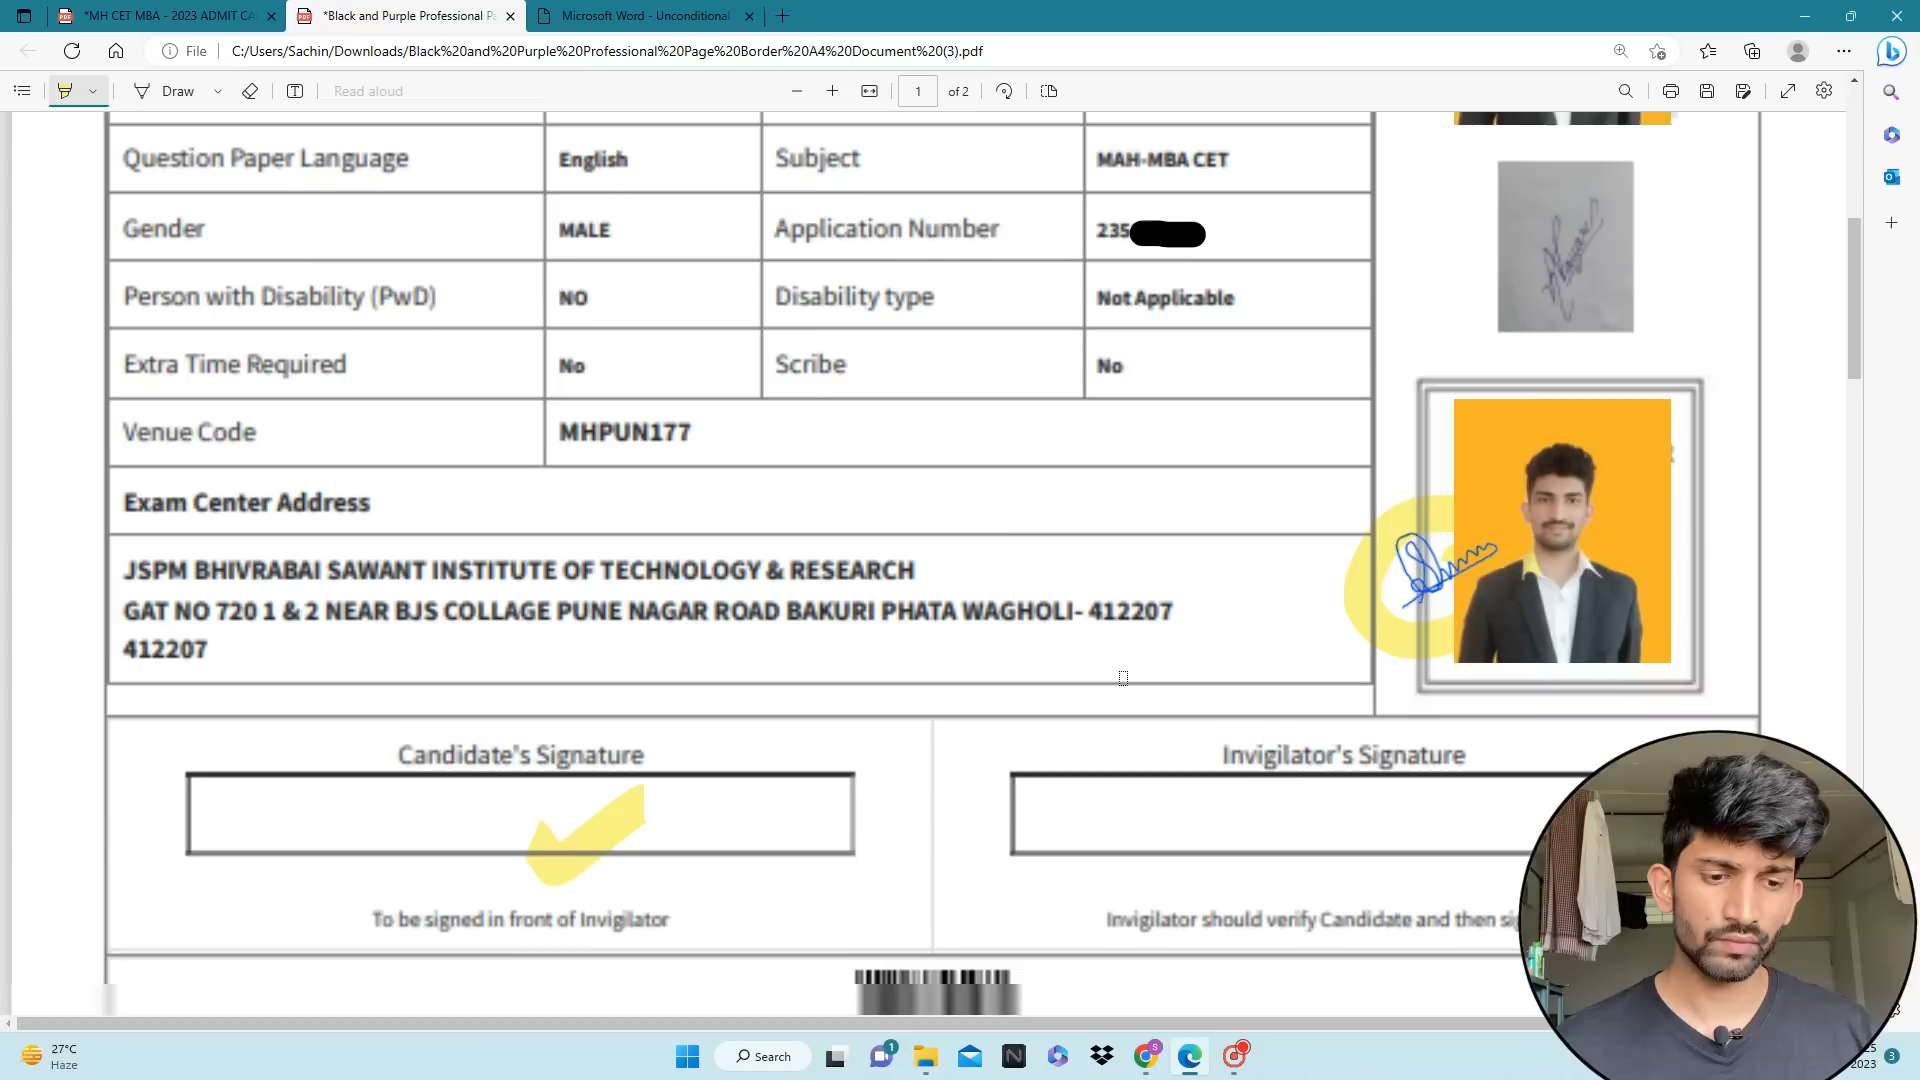 *MH CET MBA - 2023 ADMIT CA
*Black and Purple Professional Pa
Microsoft Word - Unconditional
File
C:/Users/Sachin/Downloads/Black%20and%20Purple%20Professional%20Page%20Border%20A4%20Document%20(3).pdf
Draw
Read aloud
1 of 2
Question Paper Language English Subject MAH-MBA CET
Gender MALE Application Number 235
Person with Disability (PwD) NO Disability type Not Applicable
Extra Time Required No Scribe No
Venue Code MHPUN177
Exam Center Address
JSPM BHIVRABAI SAWANT INSTITUTE OF TECHNOLOGY & RESEARCH
GAT NO 720 1 & 2 NEAR BJS COLLAGE PUNE NAGAR ROAD BAKURI PHATA WAGHOLI- 412207
412207
Candidate's Signature
Invigilator's Signature
To be signed in front of Invigilator
Invigilator should verify Candidate and then
27°C
Haze
Search
1
2023
3